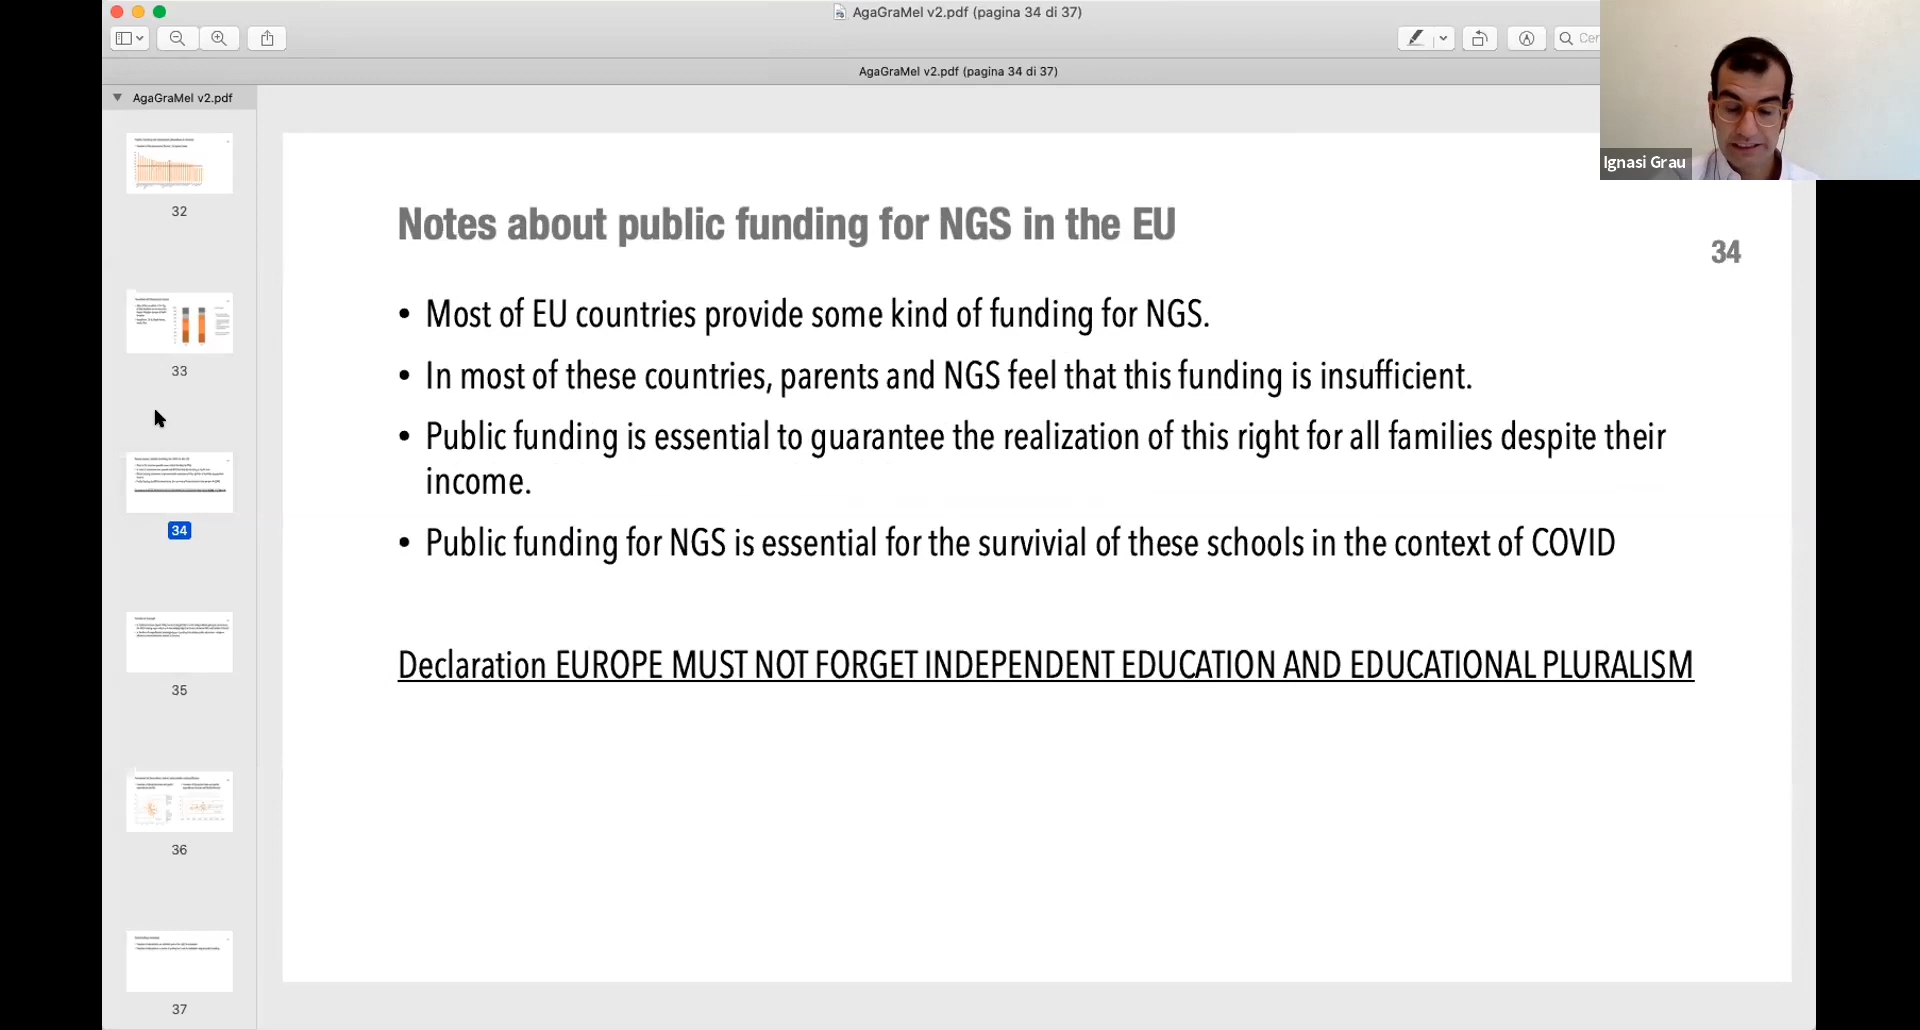 AgaGraMel v2.pdf (pagina 34 di 37)
Cer
AgaGraMel v2.pdf (pagina 34 di 37)
Ignasi Grau
AgaGraMel v2.pdf
32
33
34
35
36
37
Notes about public funding for NGS in the EU
34
• Most of EU countries provide some kind of funding for NGS.
• In most of these countries, parents and NGS feel that this funding is insufficient.
• Public funding is essential to guarantee the realization of this right for all families despite their
income.
• Public funding for NGS is essential for the survivial of these schools in the context of COVID
Declaration EUROPE MUST NOT FORGET INDEPENDENT EDUCATION AND EDUCATIONAL PLURALISM